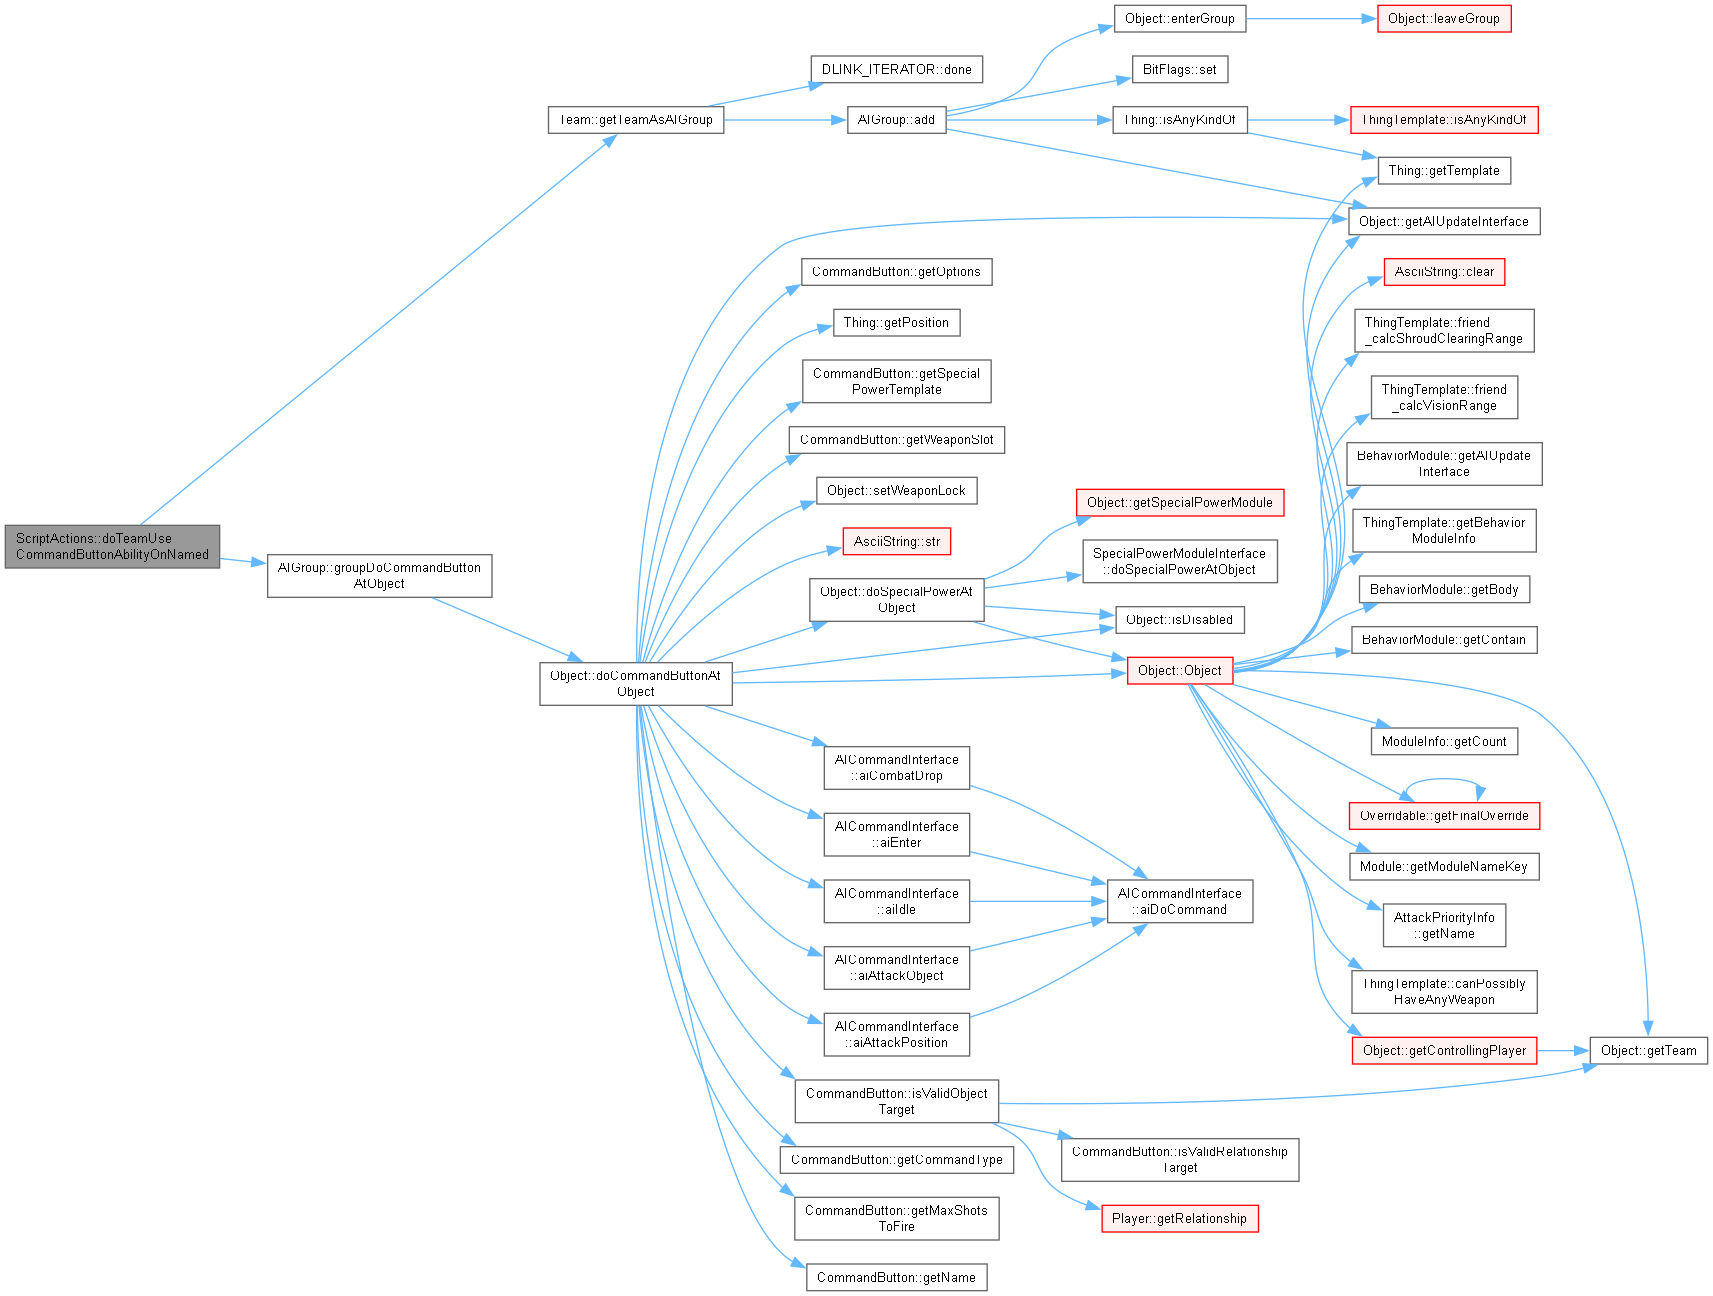 Object::enterGroup
Object::leaveGroup
DLINK_ITERATOR::done
BitFlags::set
Team::getTeamAsAIGroup
AIGroup::add
Thing::isAnyKindOf
ThingTemplate::isAnyKindOf
Thing::getTemplate
Object::getAIUpdateInterface
CommandButton::getOptions
AsciiString::clear
Thing::getPosition
ThingTemplate::friend
_calcShroudClearingRange
CommandButton::getSpecial
PowerTemplate
ThingTemplate::friend
_calcVisionRange
CommandButton::getWeaponSlot
BehaviorModule::getAIUpdate
Interface
Object::setWeaponLock
Object::getSpecialPowerModule
ScriptActions::doTeamUse
CommandButtonAbilityOnNamed
AsciiString::str
ThingTemplate::getBehavior
ModuleInfo
AIGroup::groupDoCommandButton
AtObject
SpecialPowerModuleInterface
::doSpecialPowerAtObject
Object::doSpecialPowerAt
Object
BehaviorModule::getBody
Object::isDisabled
BehaviorModule::getContain
Object::doCommandButtonAt
Object
Object::Object
ModuleInfo::getCount
AICommandInterface
::aiCombatDrop
Overridable::getFinalOverride
AICommandInterface
::aiEnter
Module::getModuleNameKey
AICommandInterface
::aiIdle
AICommandInterface
::aiDoCommand
AttackPriorityInfo
::getName
AICommandInterface
::aiAttackObject
ThingTemplate::canPossibly
HaveAnyWeapon
AICommandInterface
::aiAttackPosition
Object::getControllingPlayer
Object::getTeam
CommandButton::isValidObject
Target
CommandButton::getCommandType
CommandButton::isValidRelationship
Target
CommandButton::getMaxShots
ToFire
Player::getRelationship
CommandButton::getName